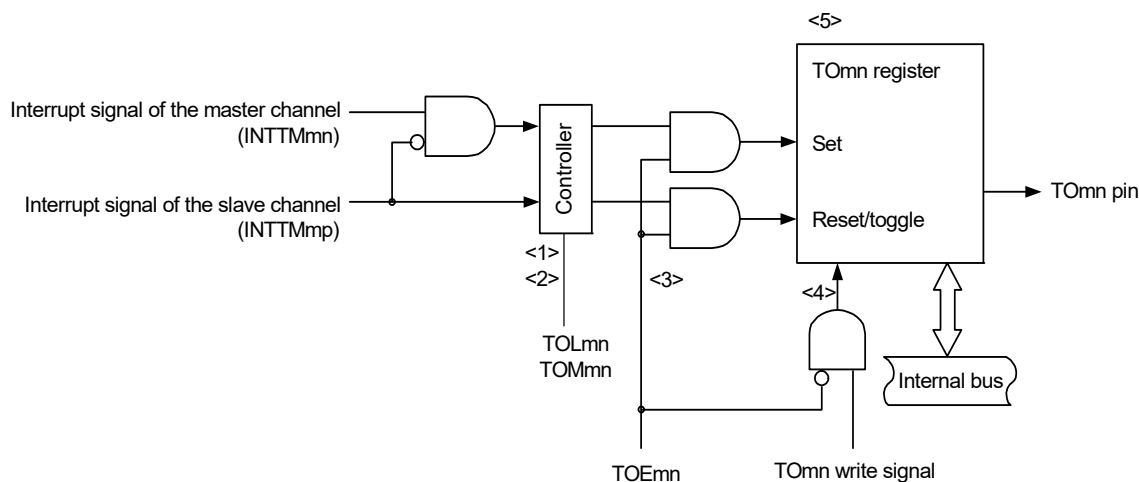 <5>
TOmn register
Interrupt signal of the master channel
(INTTMmn)
Set
Controller
TOmn pin
Interrupt signal of the slave channel
(INTTMmp)
Reset/toggle
<1>
<2>
<3>
<4>
TOLmn
TOMmn
Internal bus
TOEmn
TOmn write signal